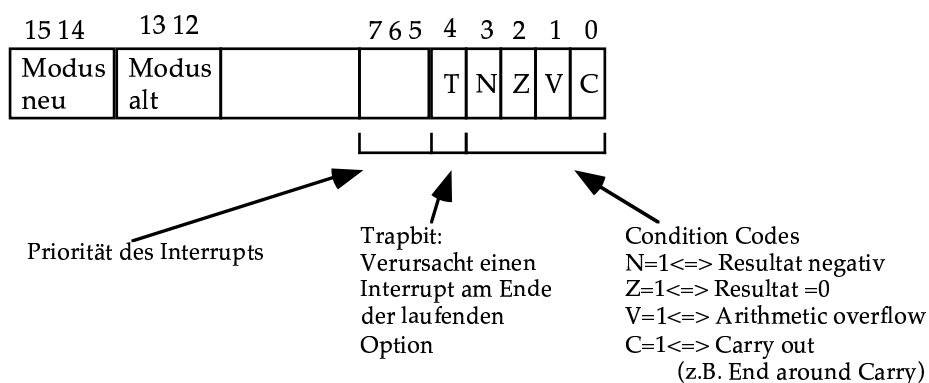 15 14 13 12 7 6 5 4 3 2 1 0
Modus Modus
neu alt T N Z V C
Priorität des Interrupts
Trapbit:
Verursacht einen
Interrupt am Ende
der laufenden
Option
Condition Codes
N=1<=> Resultat negativ
Z=1<=> Resultat =0
V=1<=> Arithmetic overflow
C=1<=> Carry out
(z.B. End around Carry)